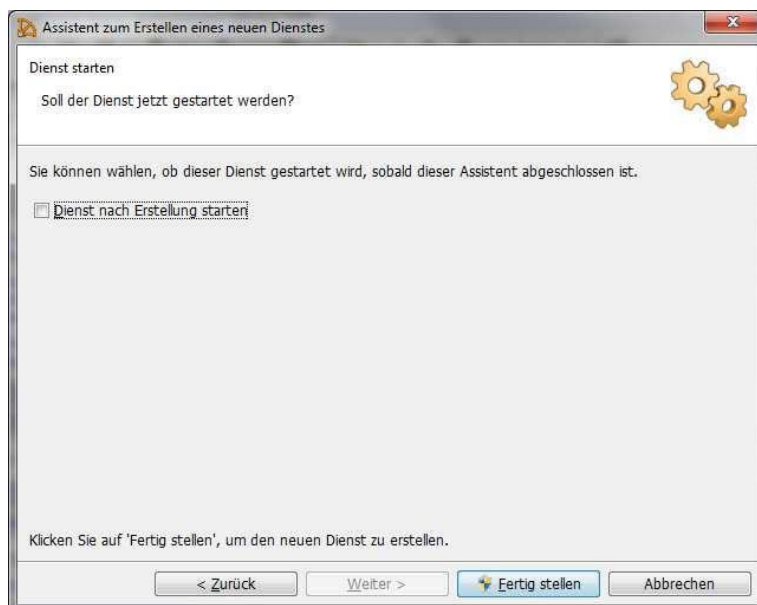 Assistent zum Erstellen eines neuen Dienstes
Dienst starten
Soll der Dienst jetzt gestartet werden?
Sie können wählen, ob dieser Dienst gestartet wird, sobald dieser Assistent abgeschlossen ist.
Dienst nach Erstellung starten
Klicken Sie auf 'Fertig stellen', um den neuen Dienst zu erstellen.
< Zurück Weiter > Fertig stellen Abbrechen